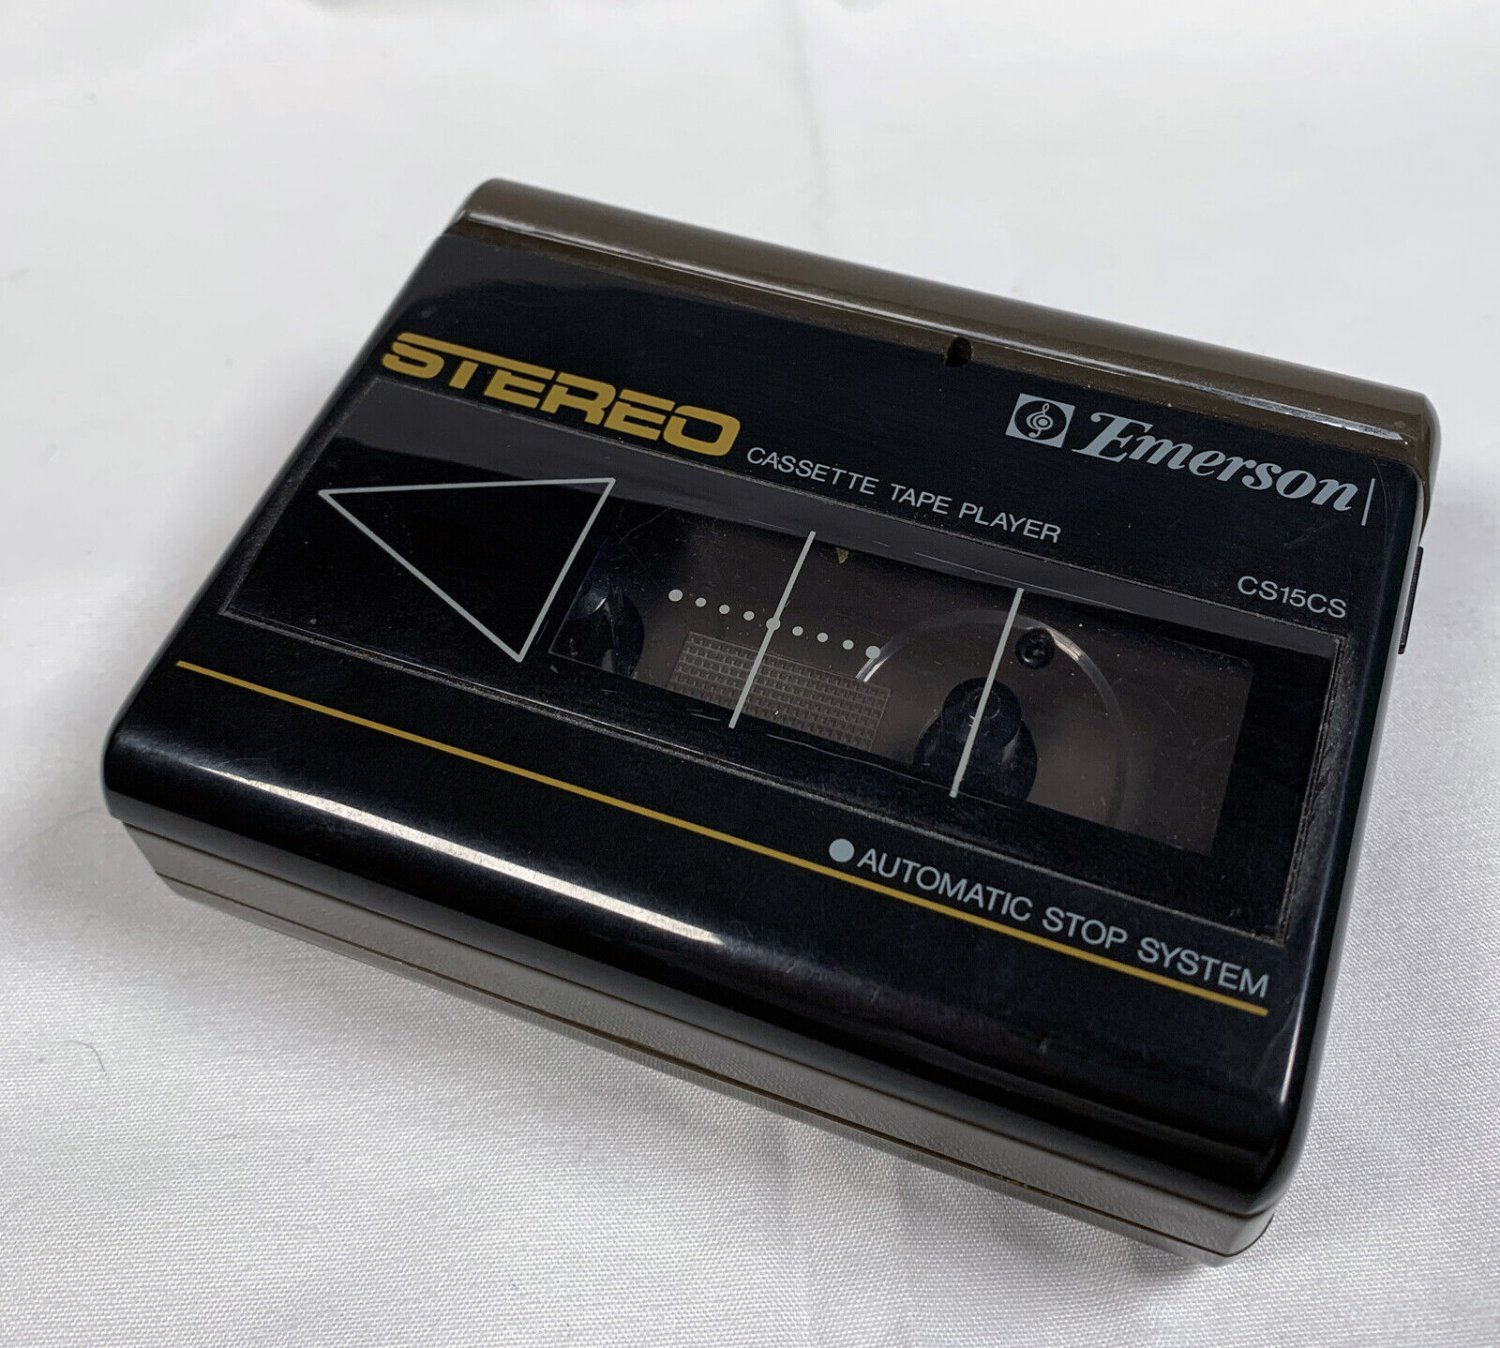 STEREO
CASSETTE TAPE PLAYER
Emerson
CS15CS
AUTOMATIC STOP SYSTEM